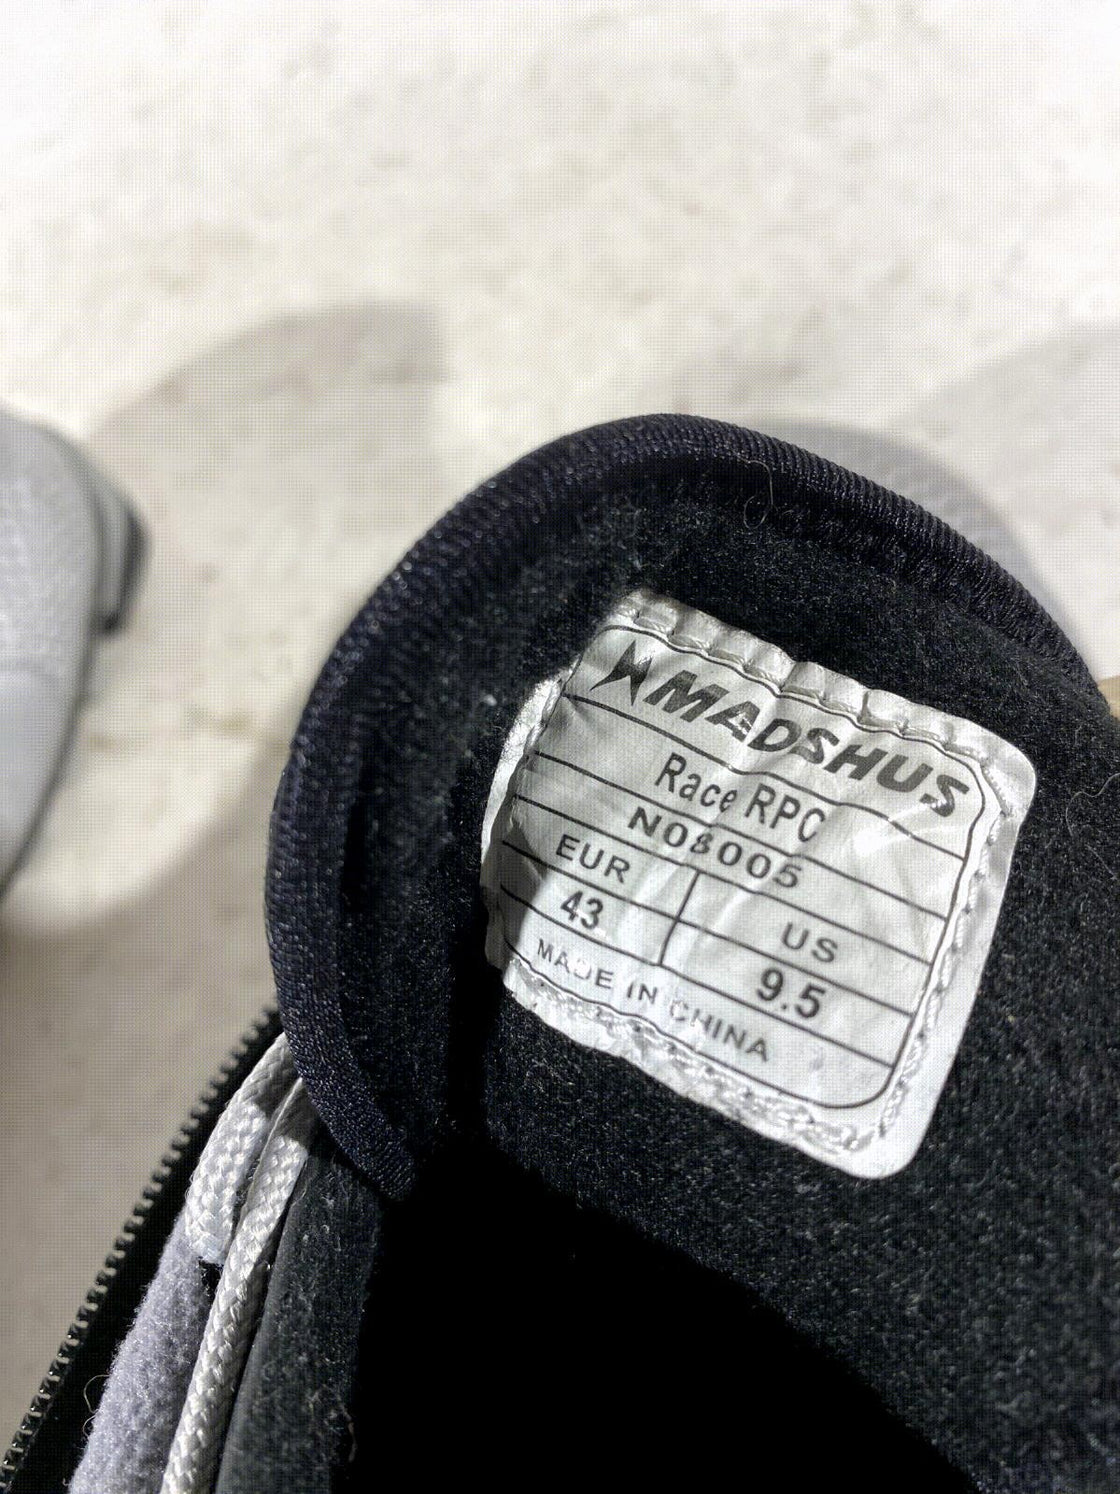 MADSHUS
Race RPC
N08005
EUR US
43 9.5
MADE IN CHINA